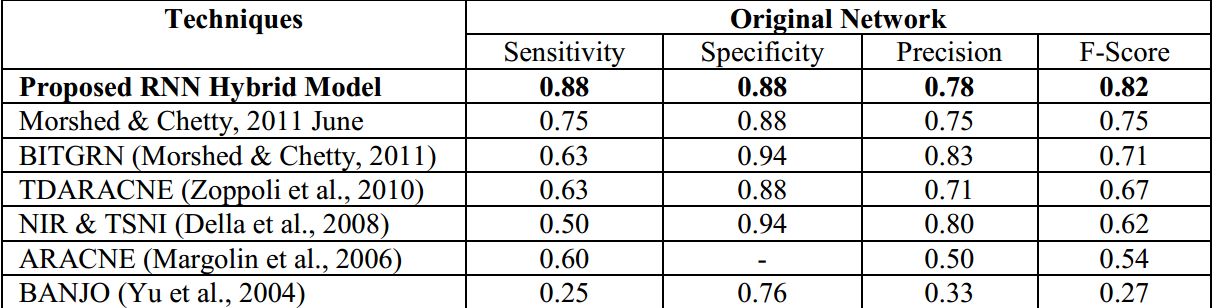 Techniques Original Network
Sensitivity Specificity Precision F-Score
Proposed RNN Hybrid Model 0.88 0.88 0.78 0.82
Morshed & Chetty, 2011 June 0.75 0.88 0.75 0.75
BITGRN (Morshed & Chetty, 2011) 0.63 0.94 0.83 0.71
TDARACNE (Zoppoli et al., 2010) 0.63 0.88 0.71 0.67
NIR & TSNI (Della et al., 2008) 0.50 0.94 0.80 0.62
ARACNE (Margolin et al., 2006) 0.60 - 0.50 0.54
BANJO (Yu et al., 2004) 0.25 0.76 0.33 0.27